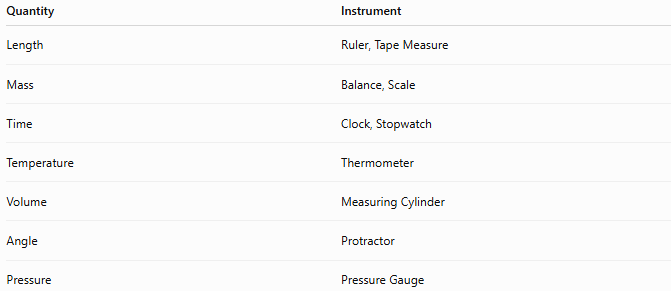 Quantity Instrument
Length Ruler, Tape Measure
Mass Balance, Scale
Time Clock, Stopwatch
Temperature Thermometer
Volume Measuring Cylinder
Angle Protractor
Pressure Pressure Gauge